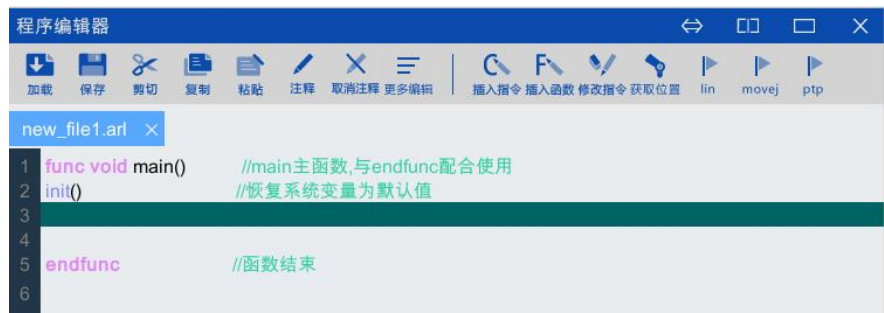 程序编辑器
加载 保存 剪切 复制 粘贴 注释 取消注释 更多编辑 插入指令 插入函数 修改指令 获取位置 lin movej ptp
new_file1.arl
1 func void main() //main主函数,与endfunc配合使用
2 init() //恢复系统变量为默认值
3
4
5 endfunc //函数结束
6